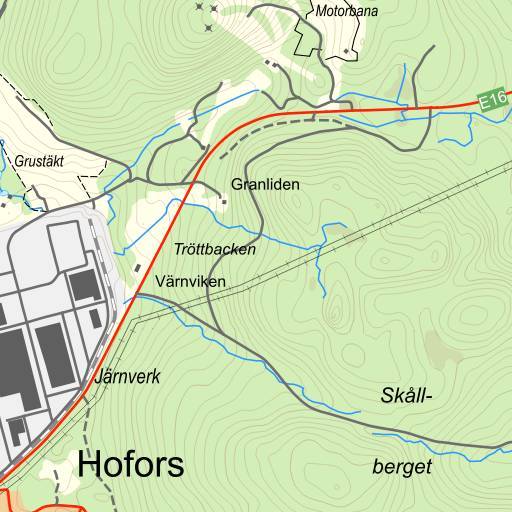 Motorbana
E16
Grustäkt
Granliden
Tröttbacken
Värnviken
Järnverk
Skåll-
Hofors
berget